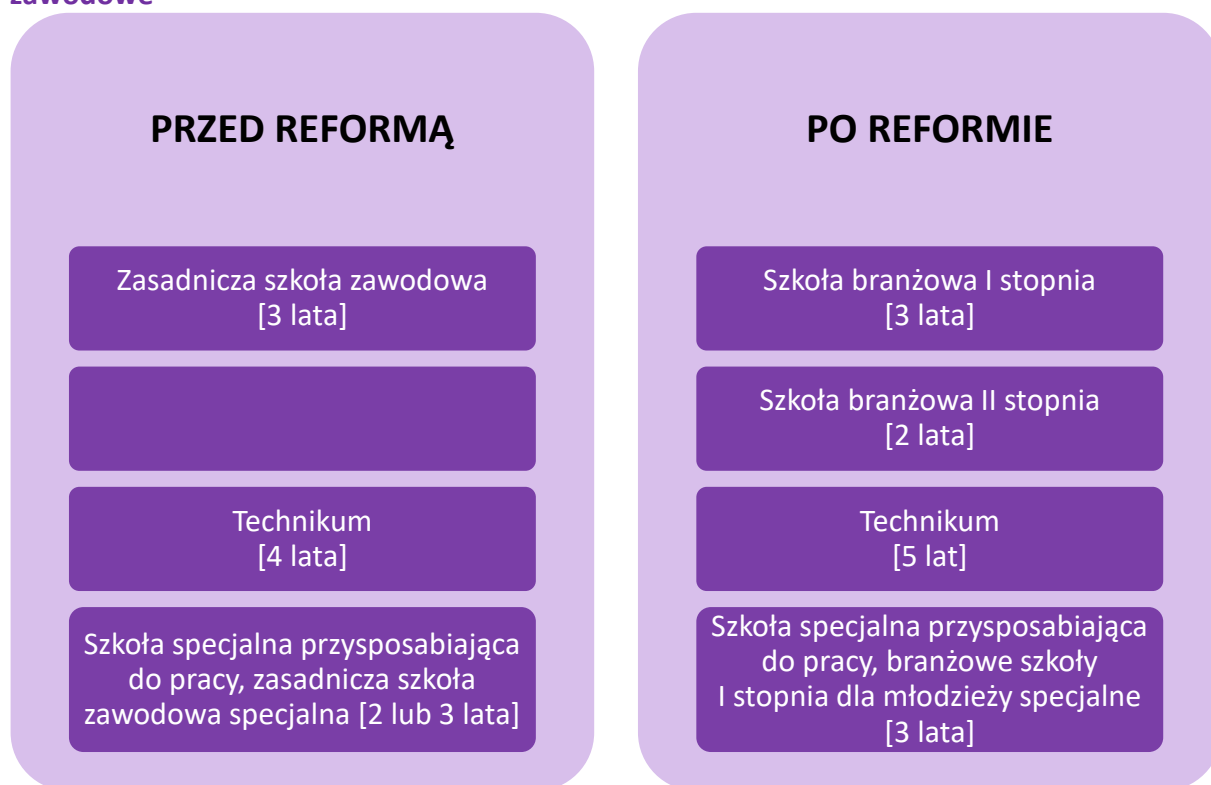 zawodowe
PRZED REFORMĄ
Zasadnicza szkoła zawodowa
[3 lata]
Technikum
[4 lata]
Szkoła specjalna przysposabiająca
do pracy, zasadnicza szkoła
zawodowa specjalna [2 lub 3 lata]
PO REFORMIE
Szkoła branżowa I stopnia
[3 lata]
Szkoła branżowa II stopnia
[2 lata]
Technikum
[5 lat]
Szkoła specjalna przysposabiająca
do pracy, branżowe szkoły
I stopnia dla młodzieży specjalne
[3 lata]